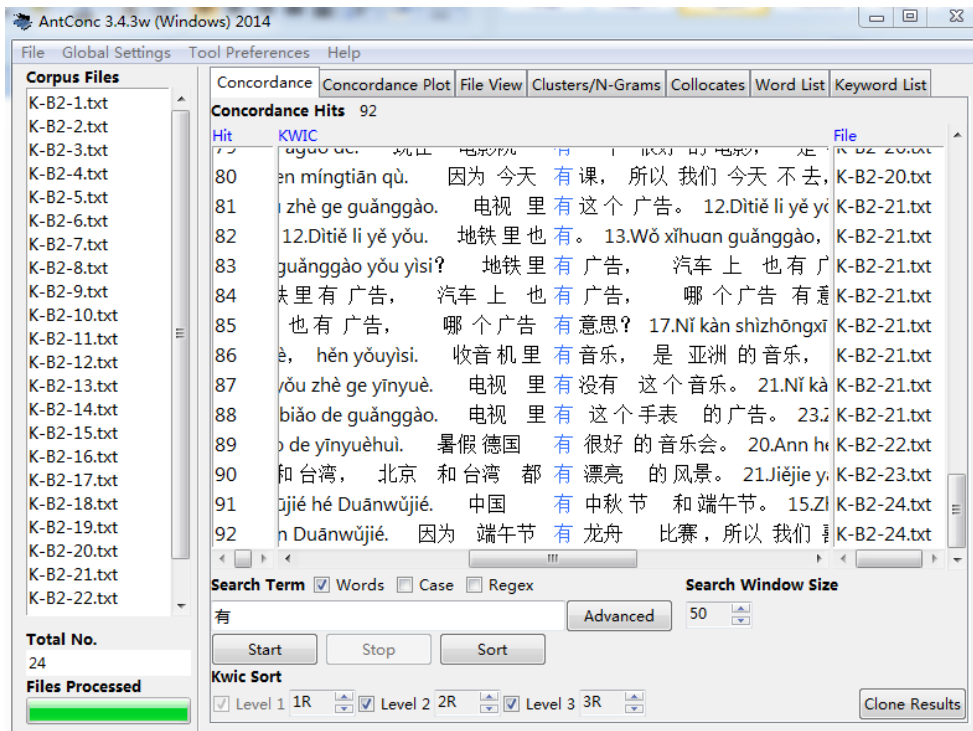 AntConc 3.4.3w (Windows) 2014
File Global Settings Tool Preferences Help
Corpus Files
K-B2-1.txt
K-B2-2.txt
K-B2-3.txt
K-B2-4.txt
K-B2-5.txt
K-B2-6.txt
K-B2-7.txt
K-B2-8.txt
K-B2-9.txt
K-B2-10.txt
K-B2-11.txt
K-B2-12.txt
K-B2-13.txt
K-B2-14.txt
K-B2-15.txt
K-B2-16.txt
K-B2-17.txt
K-B2-18.txt
K-B2-19.txt
K-B2-20.txt
K-B2-21.txt
K-B2-22.txt
Total No.
24
Files Processed
Concordance Concordance Plot File View Clusters/N-Grams Collocates Word List Keyword List
Concordance Hits 92
Hit KWIC File
80 en míngtiān qù. 因为 今天 有 课， 所以 我们 今天 不 去, K-B2-20.txt
81 zhè ge guǎnggào. 电视 里 有 这 个 广告。 12.Dìtiě li yě K-B2-21.txt
82 12.Dìtiě li yě yǒu. 地铁 里 也 有。 13.Wǒ xǐhuan guǎnggào, K-B2-21.txt
83 guǎnggào yǒu yìsi? 地铁 里 有 广告， 汽车 上 也 有 K-B2-21.txt
84 里 有 广告， 汽车 上 也 有 广告， 哪 个 广告 有 意 K-B2-21.txt
85 也 有 广告， 哪 个 广告 有 意思? 17.Nǐ kàn shìzhōngxī K-B2-21.txt
86 è, hěn yǒuyìsi. 收音 机 里 有 音乐， 是 亚洲 的 音乐， K-B2-21.txt
87 yǒu zhè ge yīnyuè. 电视 里 有 没有 这 个 音乐。 21.Nǐ kà K-B2-21.txt
88 biǎo de guǎnggào. 电视 里 有 这 个 手表 的 广告。 23. K-B2-21.txt
89 de yīnyuèhuì. 暑假 德国 有 很好 的 音乐会。 20.Ann he K-B2-22.txt
90 和 台湾， 北京 和 台湾 都 有 漂亮 的 风景。 21.Jiějie K-B2-23.txt
91 jié hé Duānwǔjié. 中国 有 中秋 节 和 端午节。 15. K-B2-24.txt
92 n Duānwǔjié. 因为 端午节 有 龙舟 比赛，所以 我们 K-B2-24.txt
Search Term Words Case Regex Search Window Size
有 Advanced 50
Start Stop Sort
Kwic Sort
Level 1 1R Level 2 2R Level 3 3R Clone Results